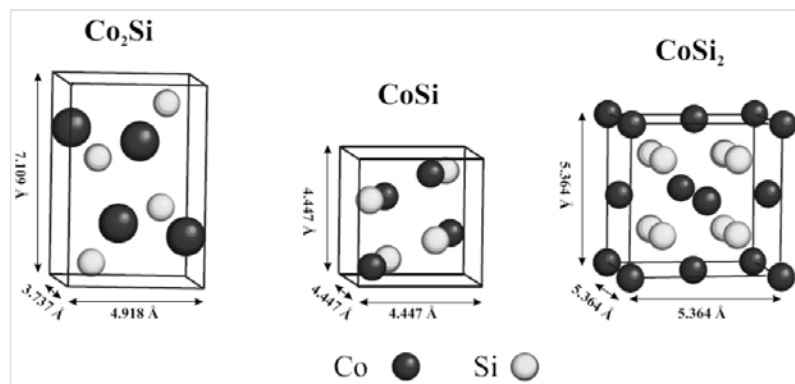 Co₂Si
CoSi
CoSi₂
7.109 Å
3.737 Å
4.918 Å
4.447 Å
4.447 Å
4.447 Å
5.364 Å
5.364 Å
5.364 Å
Co
Si